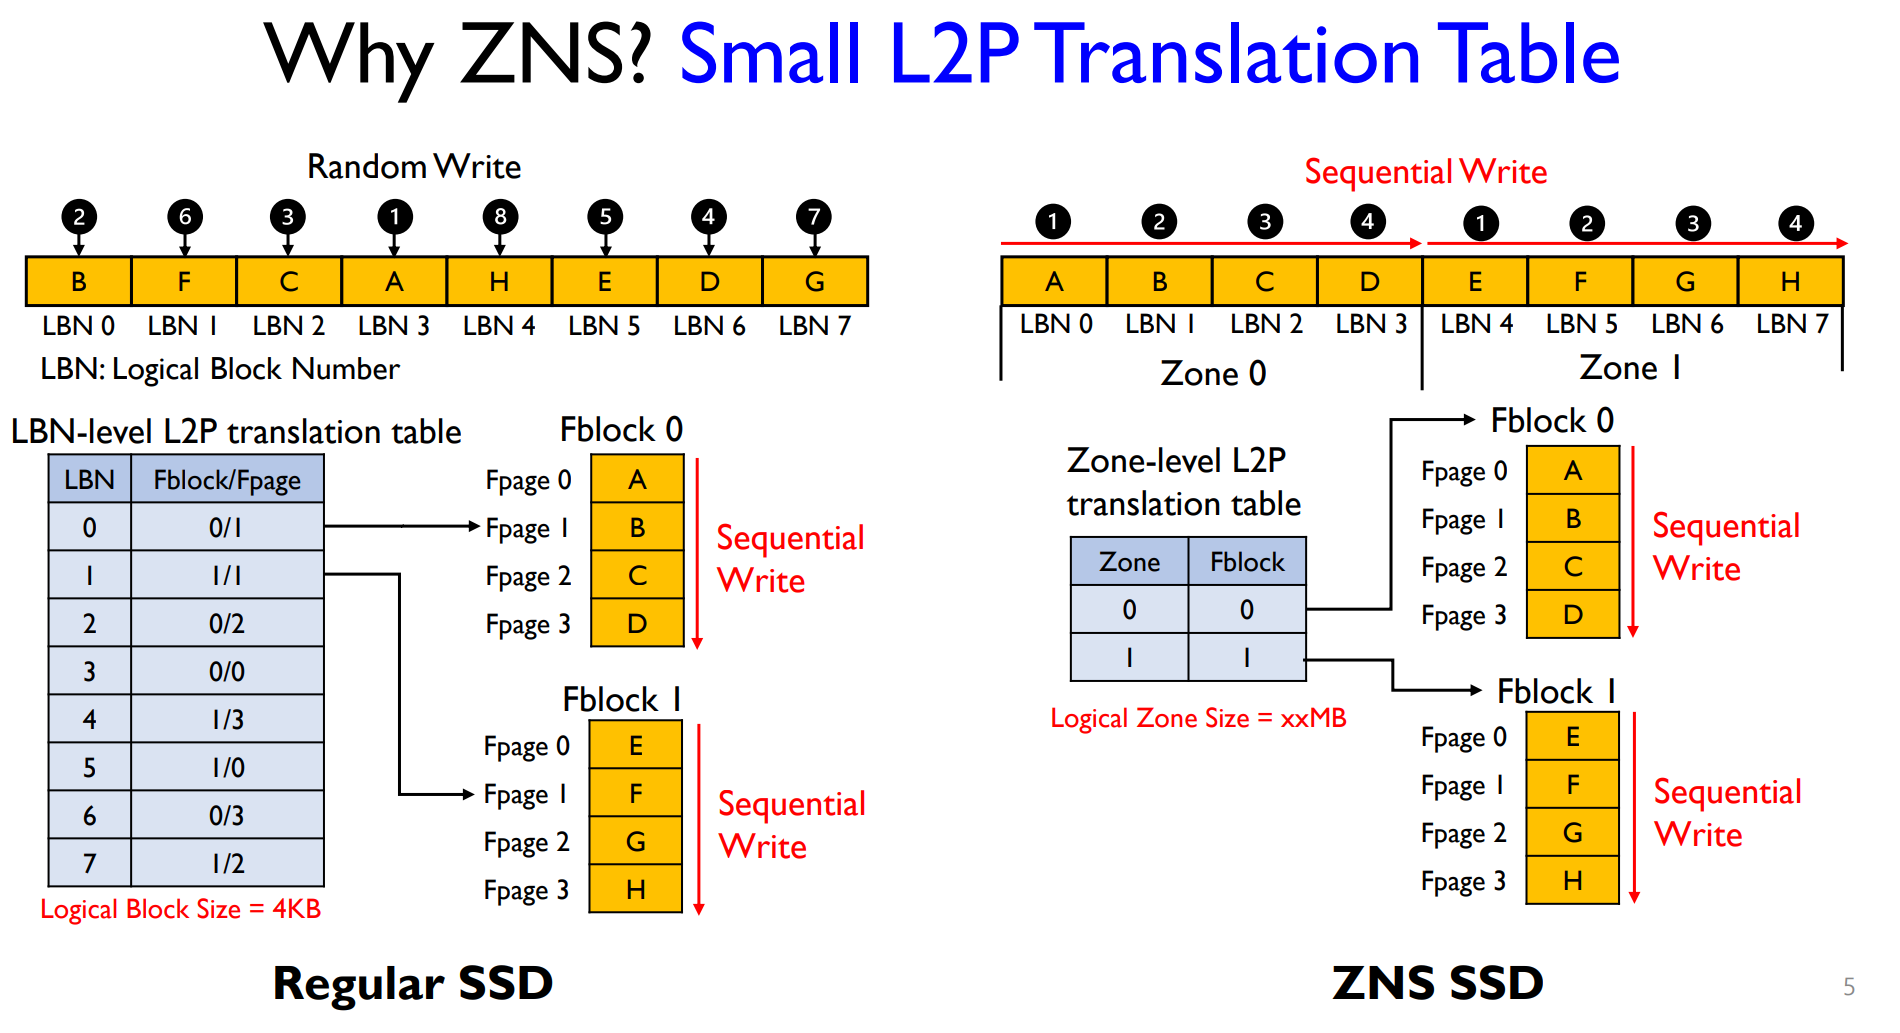 Why ZNS? Small L2P Translation Table
Random Write
2 6 3 1 8 5 4 7
B F C A H E D G
LBN 0 LBN 1 LBN 2 LBN 3 LBN 4 LBN 5 LBN 6 LBN 7
LBN: Logical Block Number
LBN-level L2P translation table
LBN Fblock/Fpage
0 0/1
1 1/1
2 0/2
3 0/0
4 1/3
5 1/0
6 0/3
7 1/2
Logical Block Size = 4KB
Fblock 0
Fpage 0 A
Fpage 1 B
Fpage 2 C
Fpage 3 D
Sequential
Write
Fblock 1
Fpage 0 E
Fpage 1 F
Fpage 2 G
Fpage 3 H
Sequential
Write
Regular SSD
Sequential Write
1 2 3 4 1 2 3 4
A B C D E F G H
LBN 0 LBN 1 LBN 2 LBN 3 LBN 4 LBN 5 LBN 6 LBN 7
Zone 0 Zone 1
Zone-level L2P
translation table
Zone Fblock
0 0
1 1
Logical Zone Size = xxMB
Fblock 0
Fpage 0 A
Fpage 1 B
Fpage 2 C
Fpage 3 D
Sequential
Write
Fblock 1
Fpage 0 E
Fpage 1 F
Fpage 2 G
Fpage 3 H
Sequential
Write
ZNS SSD
5